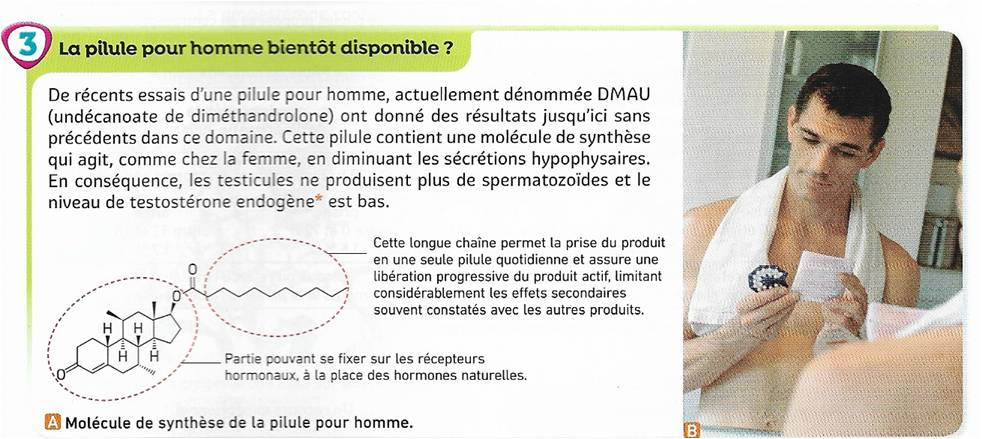 3 La pilule pour homme bientôt disponible ?
De récents essais d'une pilule pour homme, actuellement dénommée DMAU
(undécanoate de diméthandrolone) ont donné des résultats jusqu'ici sans
précédents dans ce domaine. Cette pilule contient une molécule de synthèse
qui agit, comme chez la femme, en diminuant les sécrétions hypophysaires.
En conséquence, les testicules ne produisent plus de spermatozoïdes et le
niveau de testostérone endogène* est bas.
Cette longue chaîne permet la prise du produit
en une seule pilule quotidienne et assure une
libération progressive du produit actif, limitant
considérablement les effets secondaires
souvent constatés avec les autres produits.
O
O
H H
H H
O
Partie pouvant se fixer sur les récepteurs
hormonaux, à la place des hormones naturelles.
A Molécule de synthèse de la pilule pour homme.
B